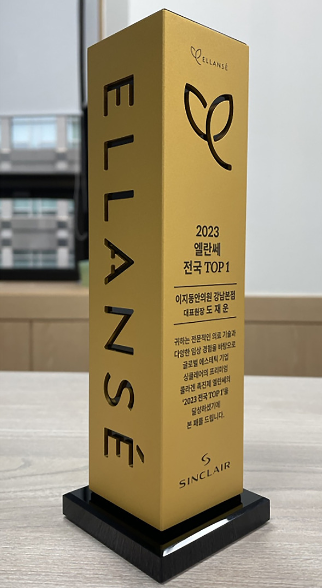 ELLANSÉ
ELLANSÉ
2023
엘란쎄
전국 TOP 1
이지동안의원 강남본점
대표원장 도 재 운
귀하는 전문적인 의료 기술과
다양한 임상 경험을 바탕으로
글로벌 에스테틱 기업
싱클레어의 프리미엄
콜라겐 촉진제 엘란쎄의
'2023 전국 TOP 1'을
달성하셨기에
본 패를 드립니다.
SINCLAIR